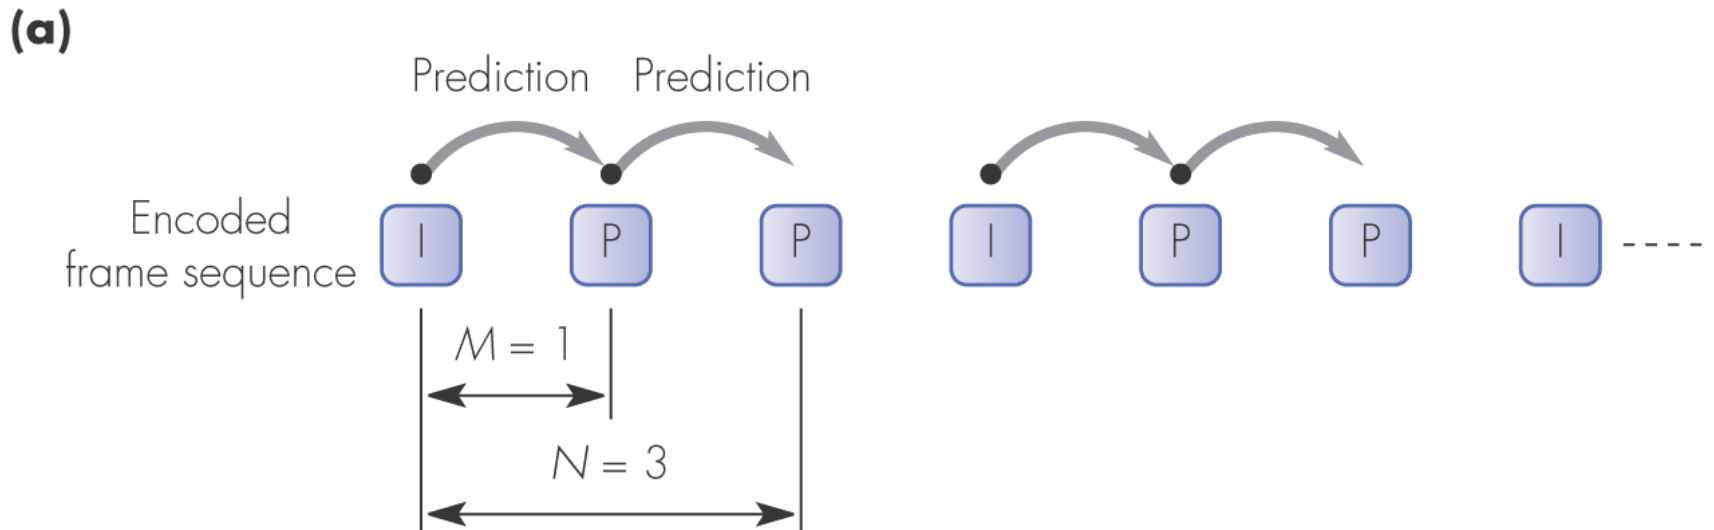 (a)
Prediction Prediction
Encoded
frame sequence
I P P I P P I ----
M = 1
N = 3